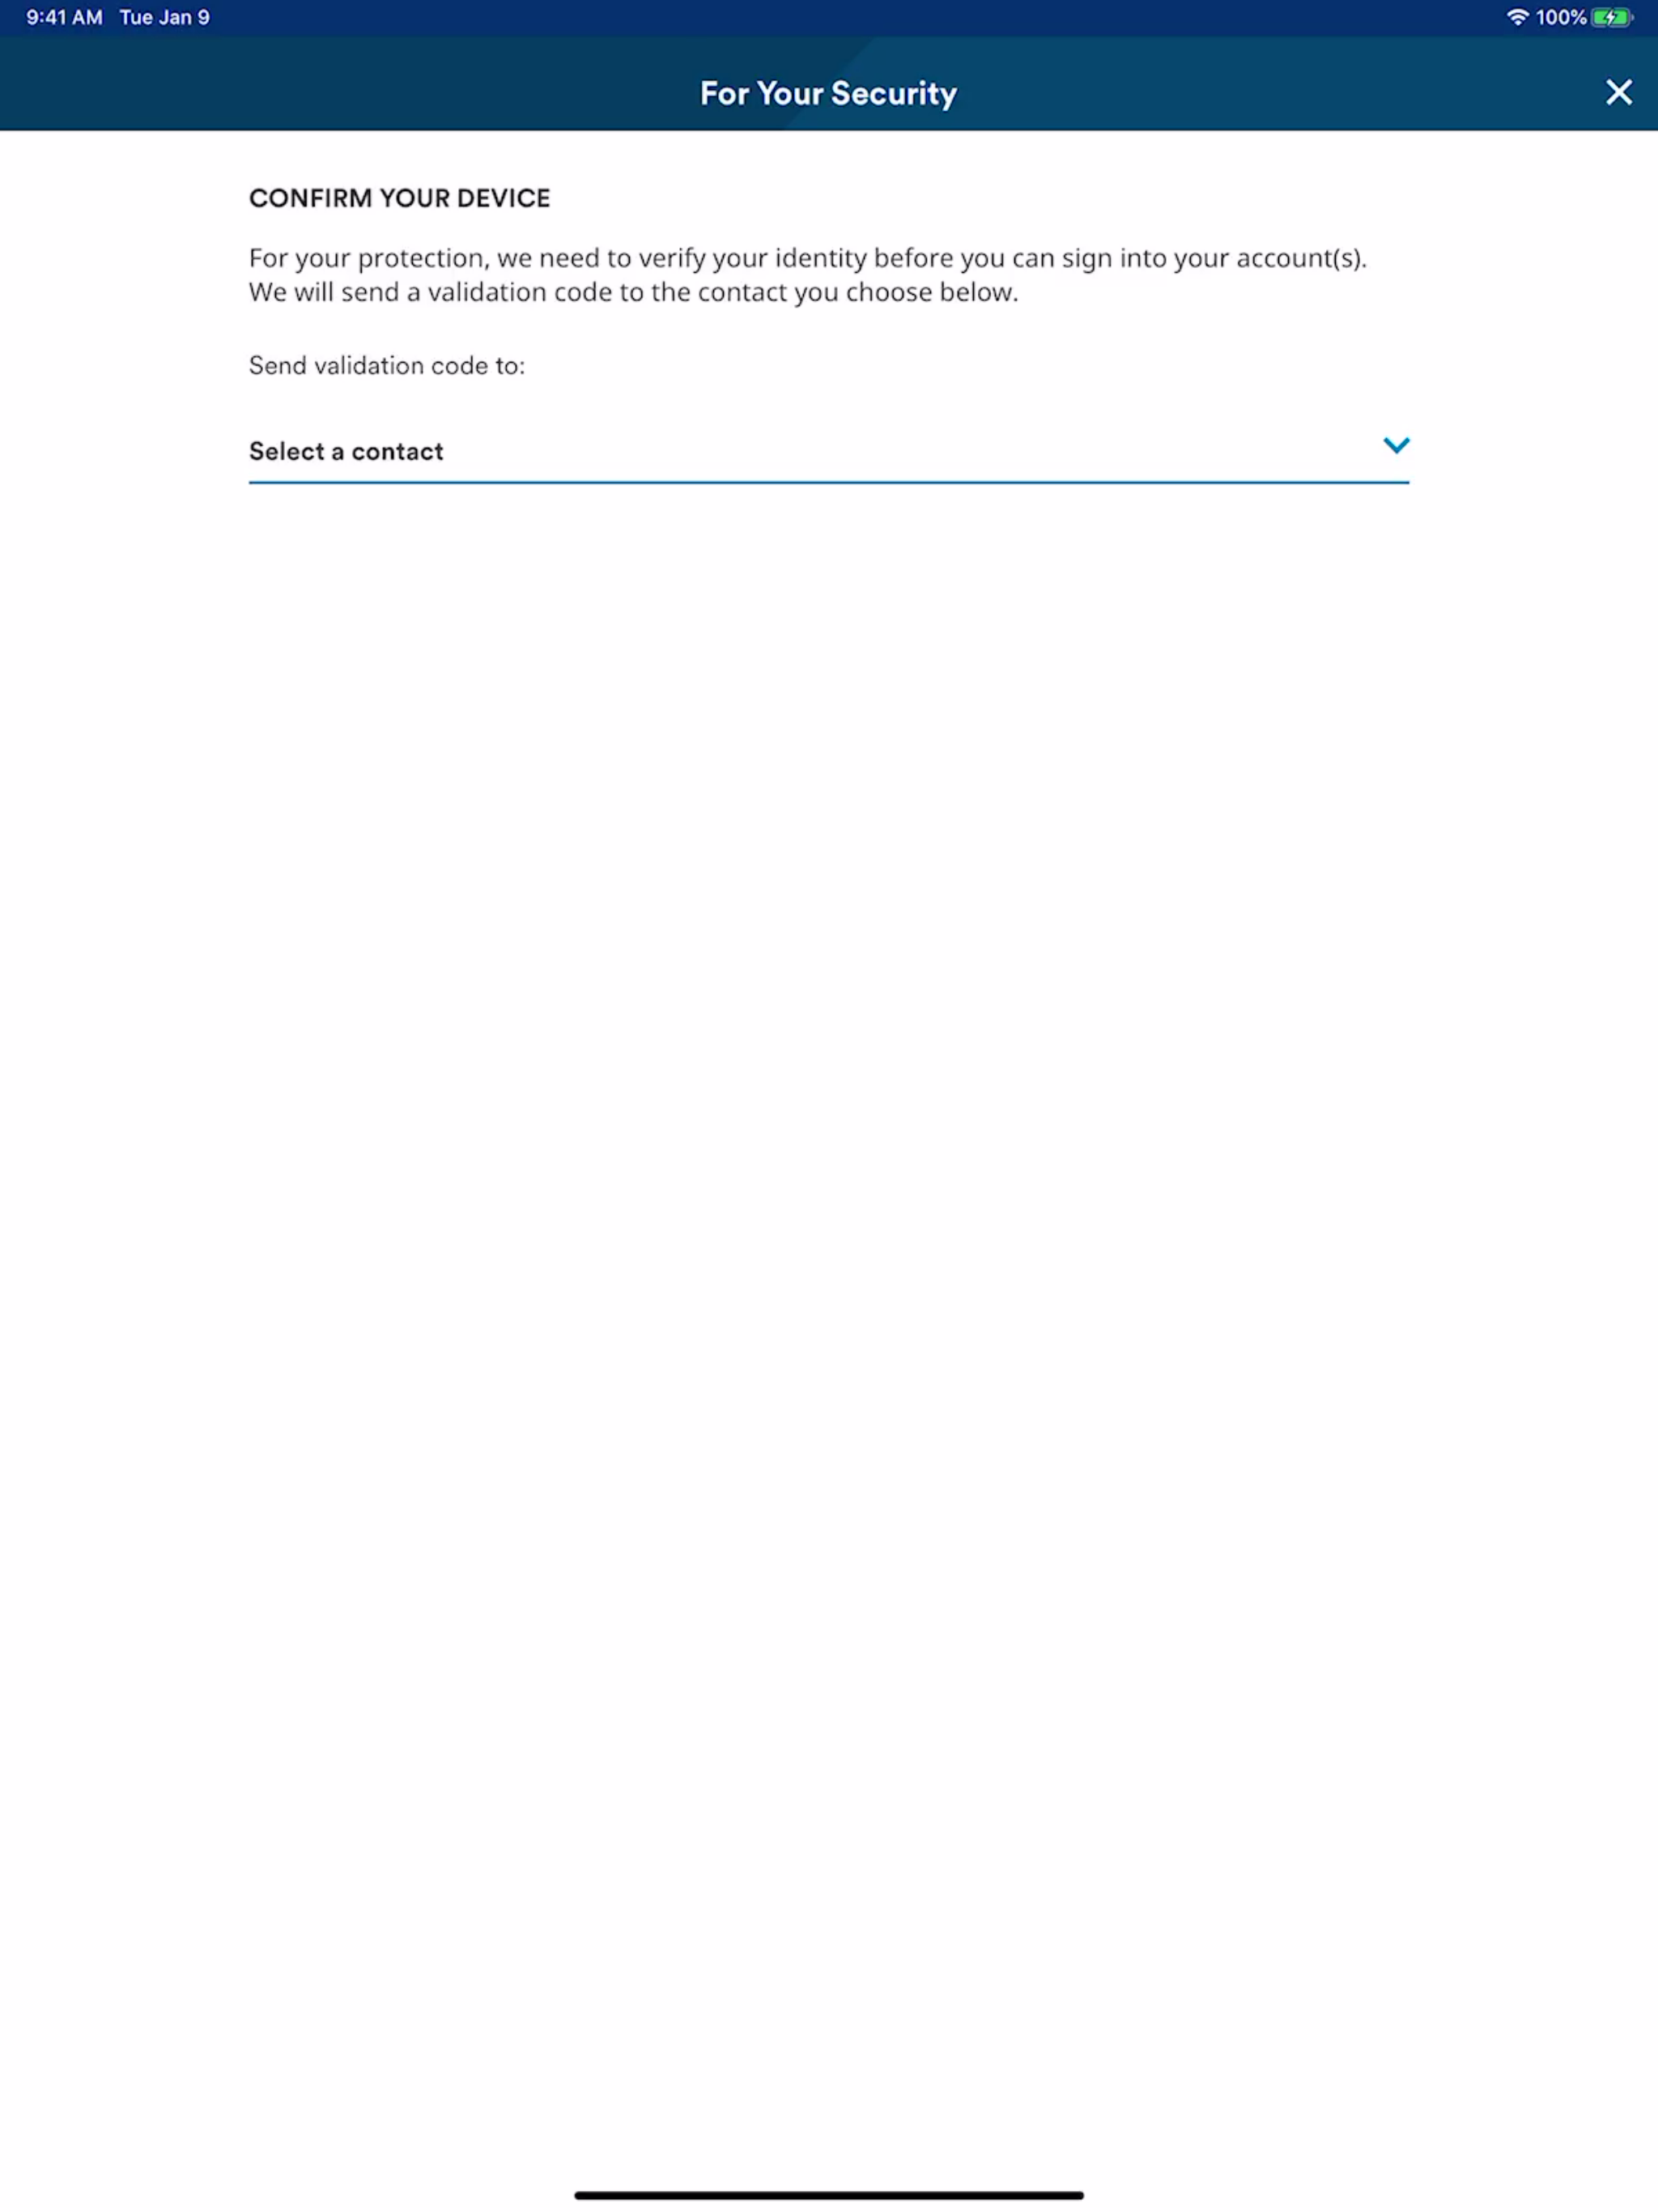 9:41 AM Tue Jan 9 100%
For Your Security
CONFIRM YOUR DEVICE
For your protection, we need to verify your identity before you can sign into your account(s).
We will send a validation code to the contact you choose below.
Send validation code to:
Select a contact